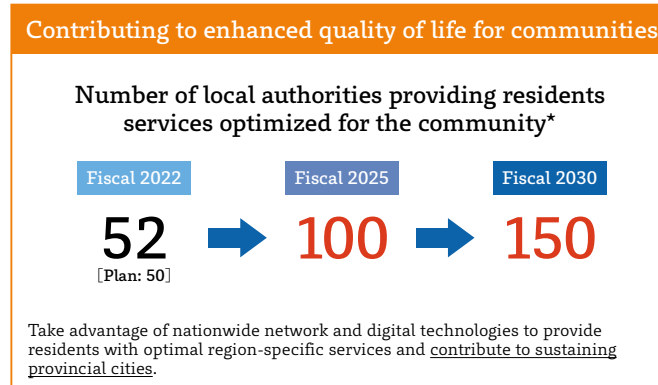 Contributing to enhanced quality of life for communities
Number of local authorities providing residents
services optimized for the community*
Fiscal 2022
Fiscal 2025
Fiscal 2030
52
100
150
[Plan: 50]
Take advantage of nationwide network and digital technologies to provide
residents with optimal region-specific services and contribute to sustaining
provincial cities.